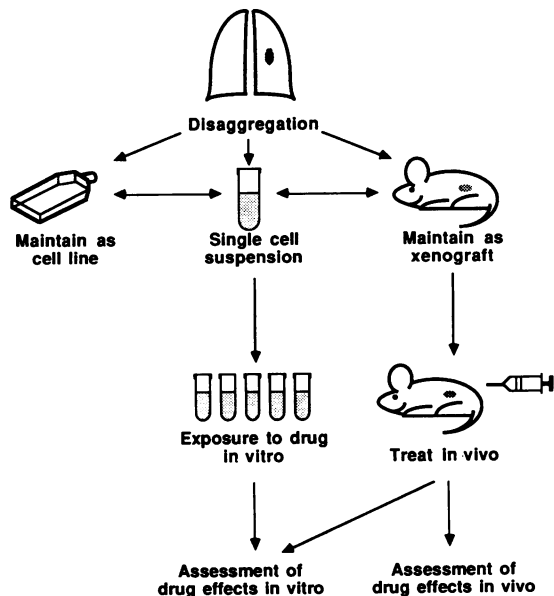 Disaggregation
Maintain as
cell line
Single cell
suspension
Maintain as
xenograft
Exposure to drug
in vitro
Treat in vivo
Assessment of
drug effects in vitro
Assessment of
drug effects in vivo